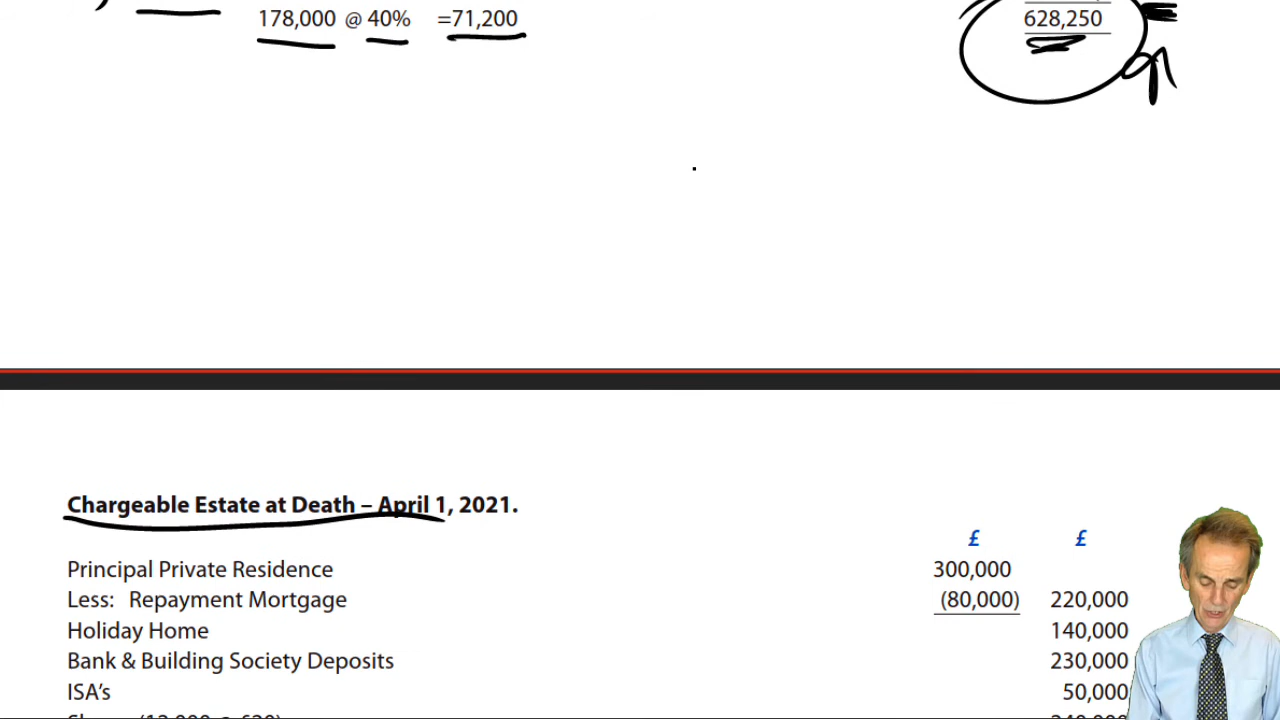 178,000 @ 40% =71,200 628,250
Chargeable Estate at Death – April 1, 2021.
£ £
Principal Private Residence 300,000
Less: Repayment Mortgage (80,000) 220,000
Holiday Home 140,000
Bank & Building Society Deposits 230,000
ISA's 50,000